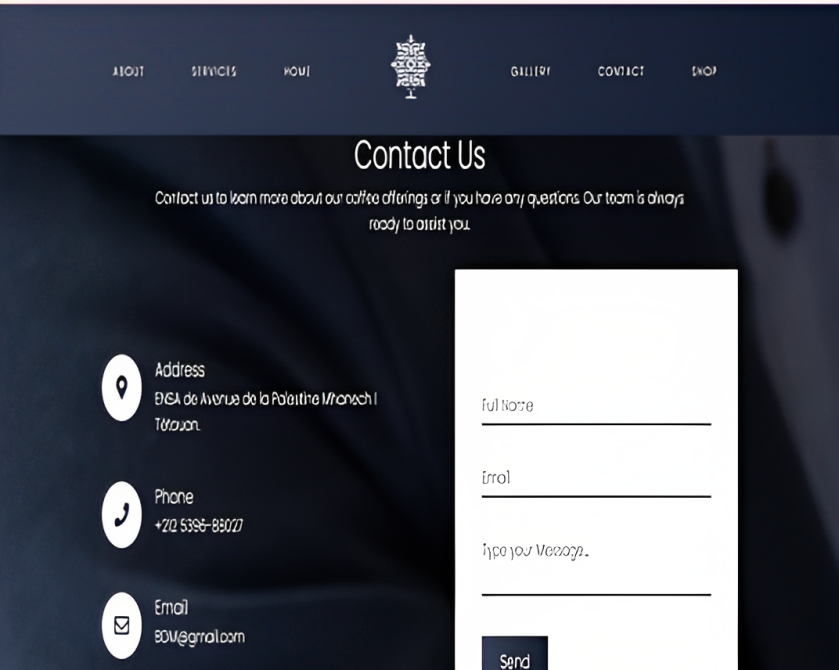 ABOUT SERVICES HOME GALLERY CONTACT SHOP
Contact Us
Contact us to learn more about our coffee offerings or if you have any questions. Our team is always
ready to assist you.
Address
ENSA de Avenue de la Palestine Mhanech I
Tétouan.
Phone
+212 5396-88027
Email
BDM@gmail.com
Full Name
Email
Type your Message...
Send